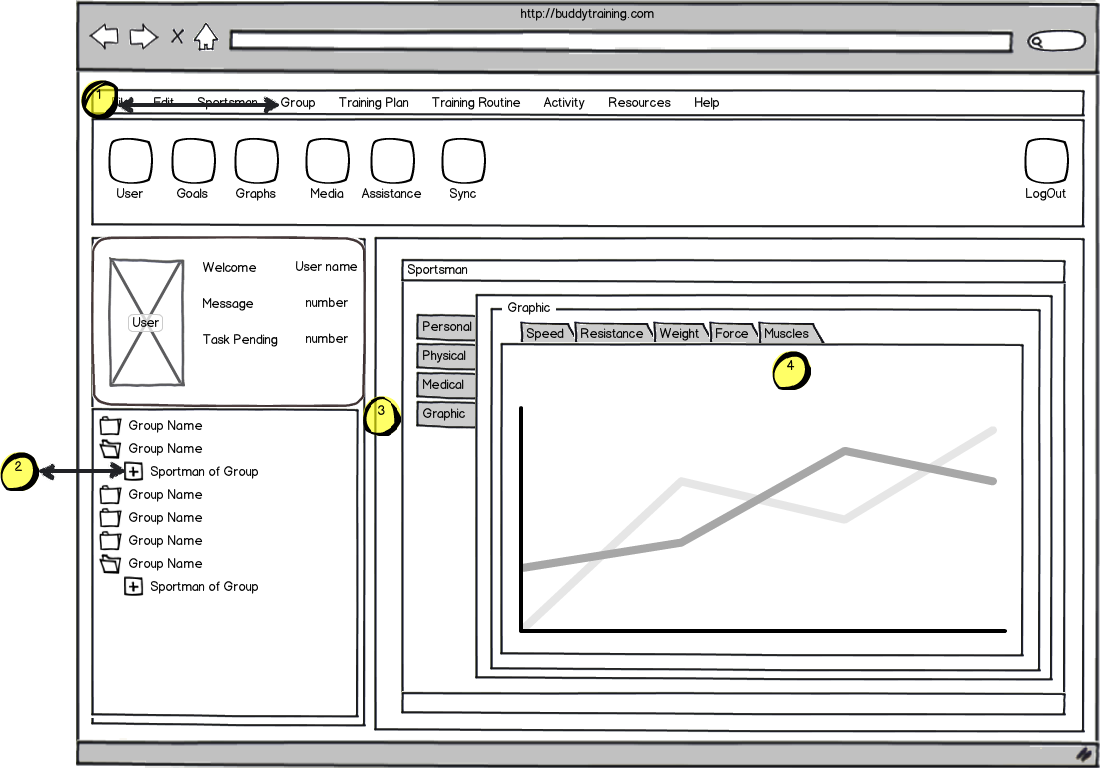 http://buddytraining.com
1
File Edit Sportsman Group Training Plan Training Routine Activity Resources Help
User Goals Graphs Media Assistance Sync LogOut
User
Welcome User name
Message number
Task Pending number
Group Name
Group Name
2
Sportman of Group
Group Name
Group Name
Group Name
Group Name
Sportman of Group
3
Sportsman
Personal
Physical
Medical
Graphic
Graphic
Speed Resistance Weight Force Muscles
4